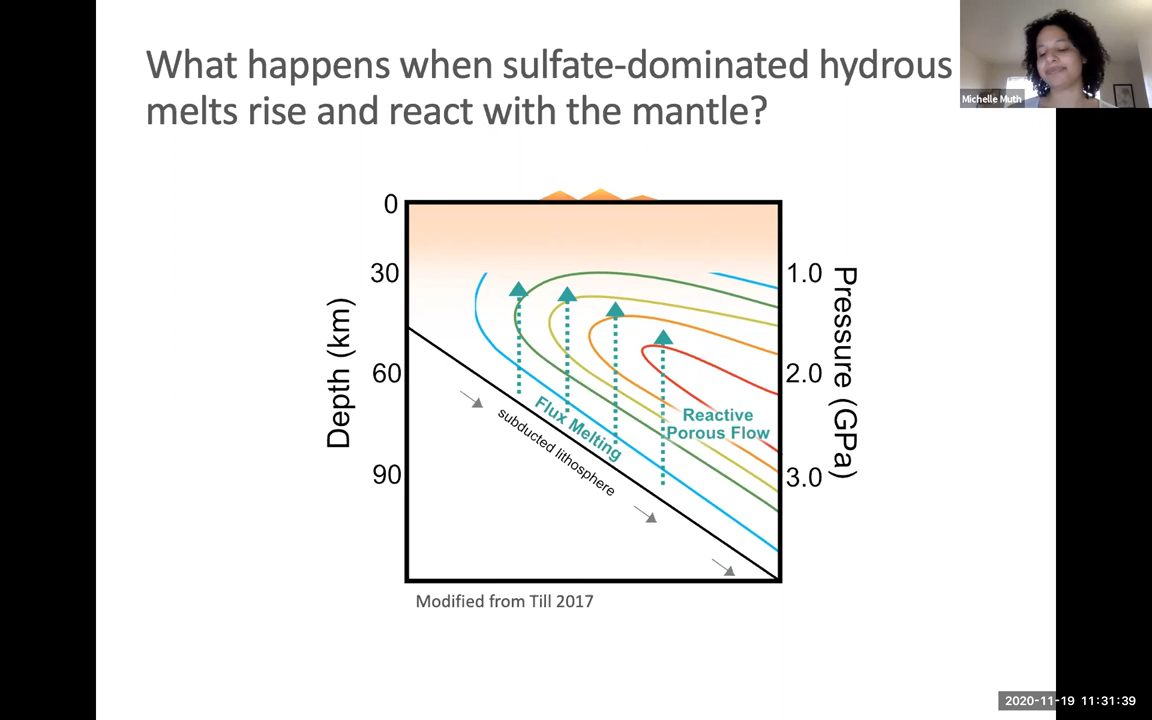 What happens when sulfate-dominated hydrous
melts rise and react with the mantle?
Michelle Muth
0
30
60
90
Depth (km)
1.0
2.0
3.0
Pressure (GPa)
Flux Melting
Reactive
Porous Flow
subducted lithosphere
Modified from Till 2017
2020-11-19 11:31:39